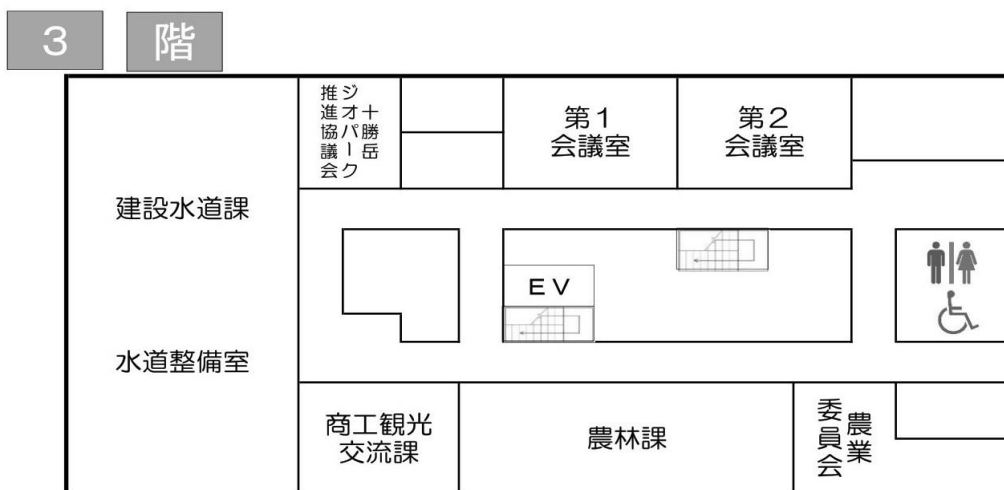 3 階
十勝岳
ジオパーク
推進協議会
第1
会議室
第2
会議室
建設水道課
EV
水道整備室
商工観光
交流課
農林課
農業
委員会